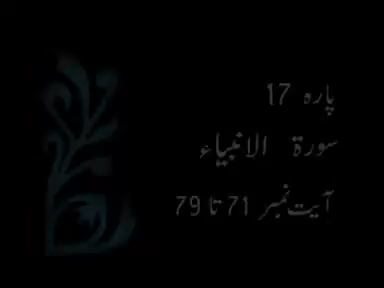 پارہ 17
سورۃ الانبیاء
آیت نمبر 71 تا 79